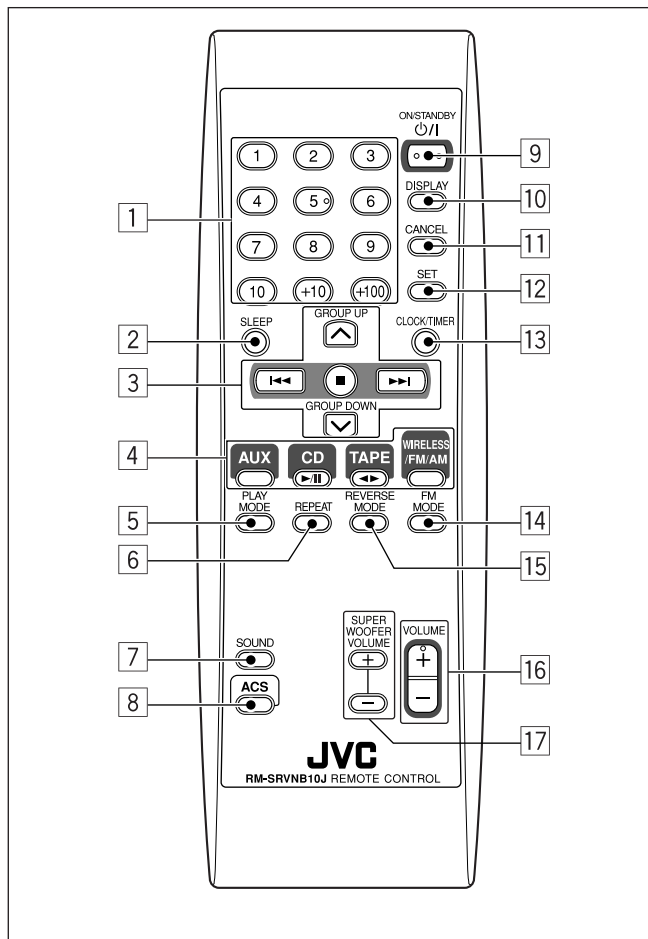 ON/STANDBY
⏻/I
1 2 3
9
DISPLAY
10
4 5 6
1
CANCEL
11
7 8 9
SET
12
10 +10 +100
GROUP UP
SLEEP
CLOCK/TIMER
2
13
3
GROUP DOWN
4
AUX CD TAPE WIRELESS
/FM/AM
PLAY
MODE
REPEAT
REVERSE
MODE
FM
MODE
5
14
6
15
SUPER
WOOFER
VOLUME
VOLUME
SOUND
+
+
7
16
ACS
8
−
−
17
JVC
RM-SRVNB10J REMOTE CONTROL